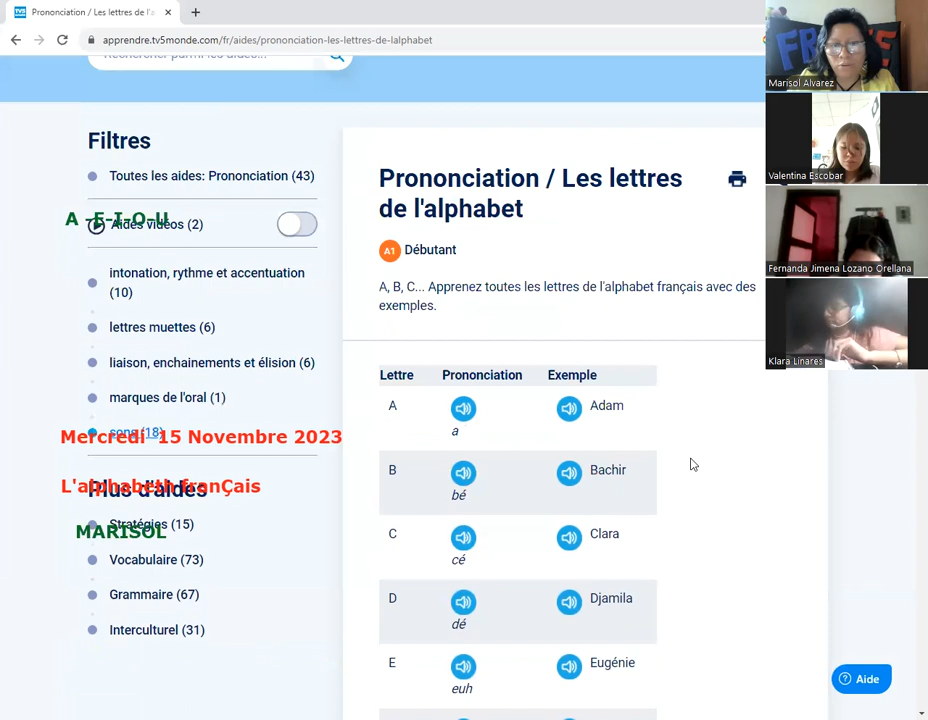 Prononciation / Les lettres de l'a
apprendre.tv5monde.com/fr/aides/prononciation-les-lettres-de-lalphabet
Rechercher parmi les aides...
Filtres
Toutes les aides: Prononciation (43)
A -E-I-O-U
Aides vidéos (2)
intonation, rythme et accentuation
(10)
lettres muettes (6)
liaison, enchainements et élision (6)
marques de l'oral (1)
sons (18)
Mercredi 15 Novembre 2023
L'alphabeth franÇais
Plus d'aides
Stratégies (15)
MARISOL
Vocabulaire (73)
Grammaire (67)
Interculturel (31)
Prononciation / Les lettres
de l'alphabet
A1 Débutant
A, B, C... Apprenez toutes les lettres de l'alphabet français avec des
exemples.
Lettre Prononciation Exemple
A a Adam
B bé Bachir
C cé Clara
D dé Djamila
E euh Eugénie
Aide
Marisol Alvarez
Valentina Escobar
Fernanda Jimena Lozano Orellana
Klara Linares